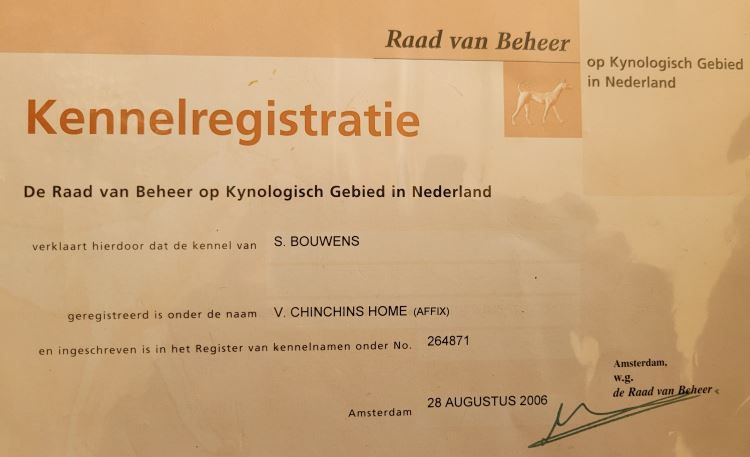 Raad van Beheer
op Kynologisch Gebied
in Nederland
Kennelregistratie
De Raad van Beheer op Kynologisch Gebied in Nederland
verklaart hierdoor dat de kennel van S. BOUWENS
geregistreerd is onder de naam V. CHINCHINS HOME (AFFIX)
en ingeschreven is in het Register van kennelnamen onder No. 264871
Amsterdam 28 AUGUSTUS 2006
Amsterdam,
w.g.
de Raad van Beheer